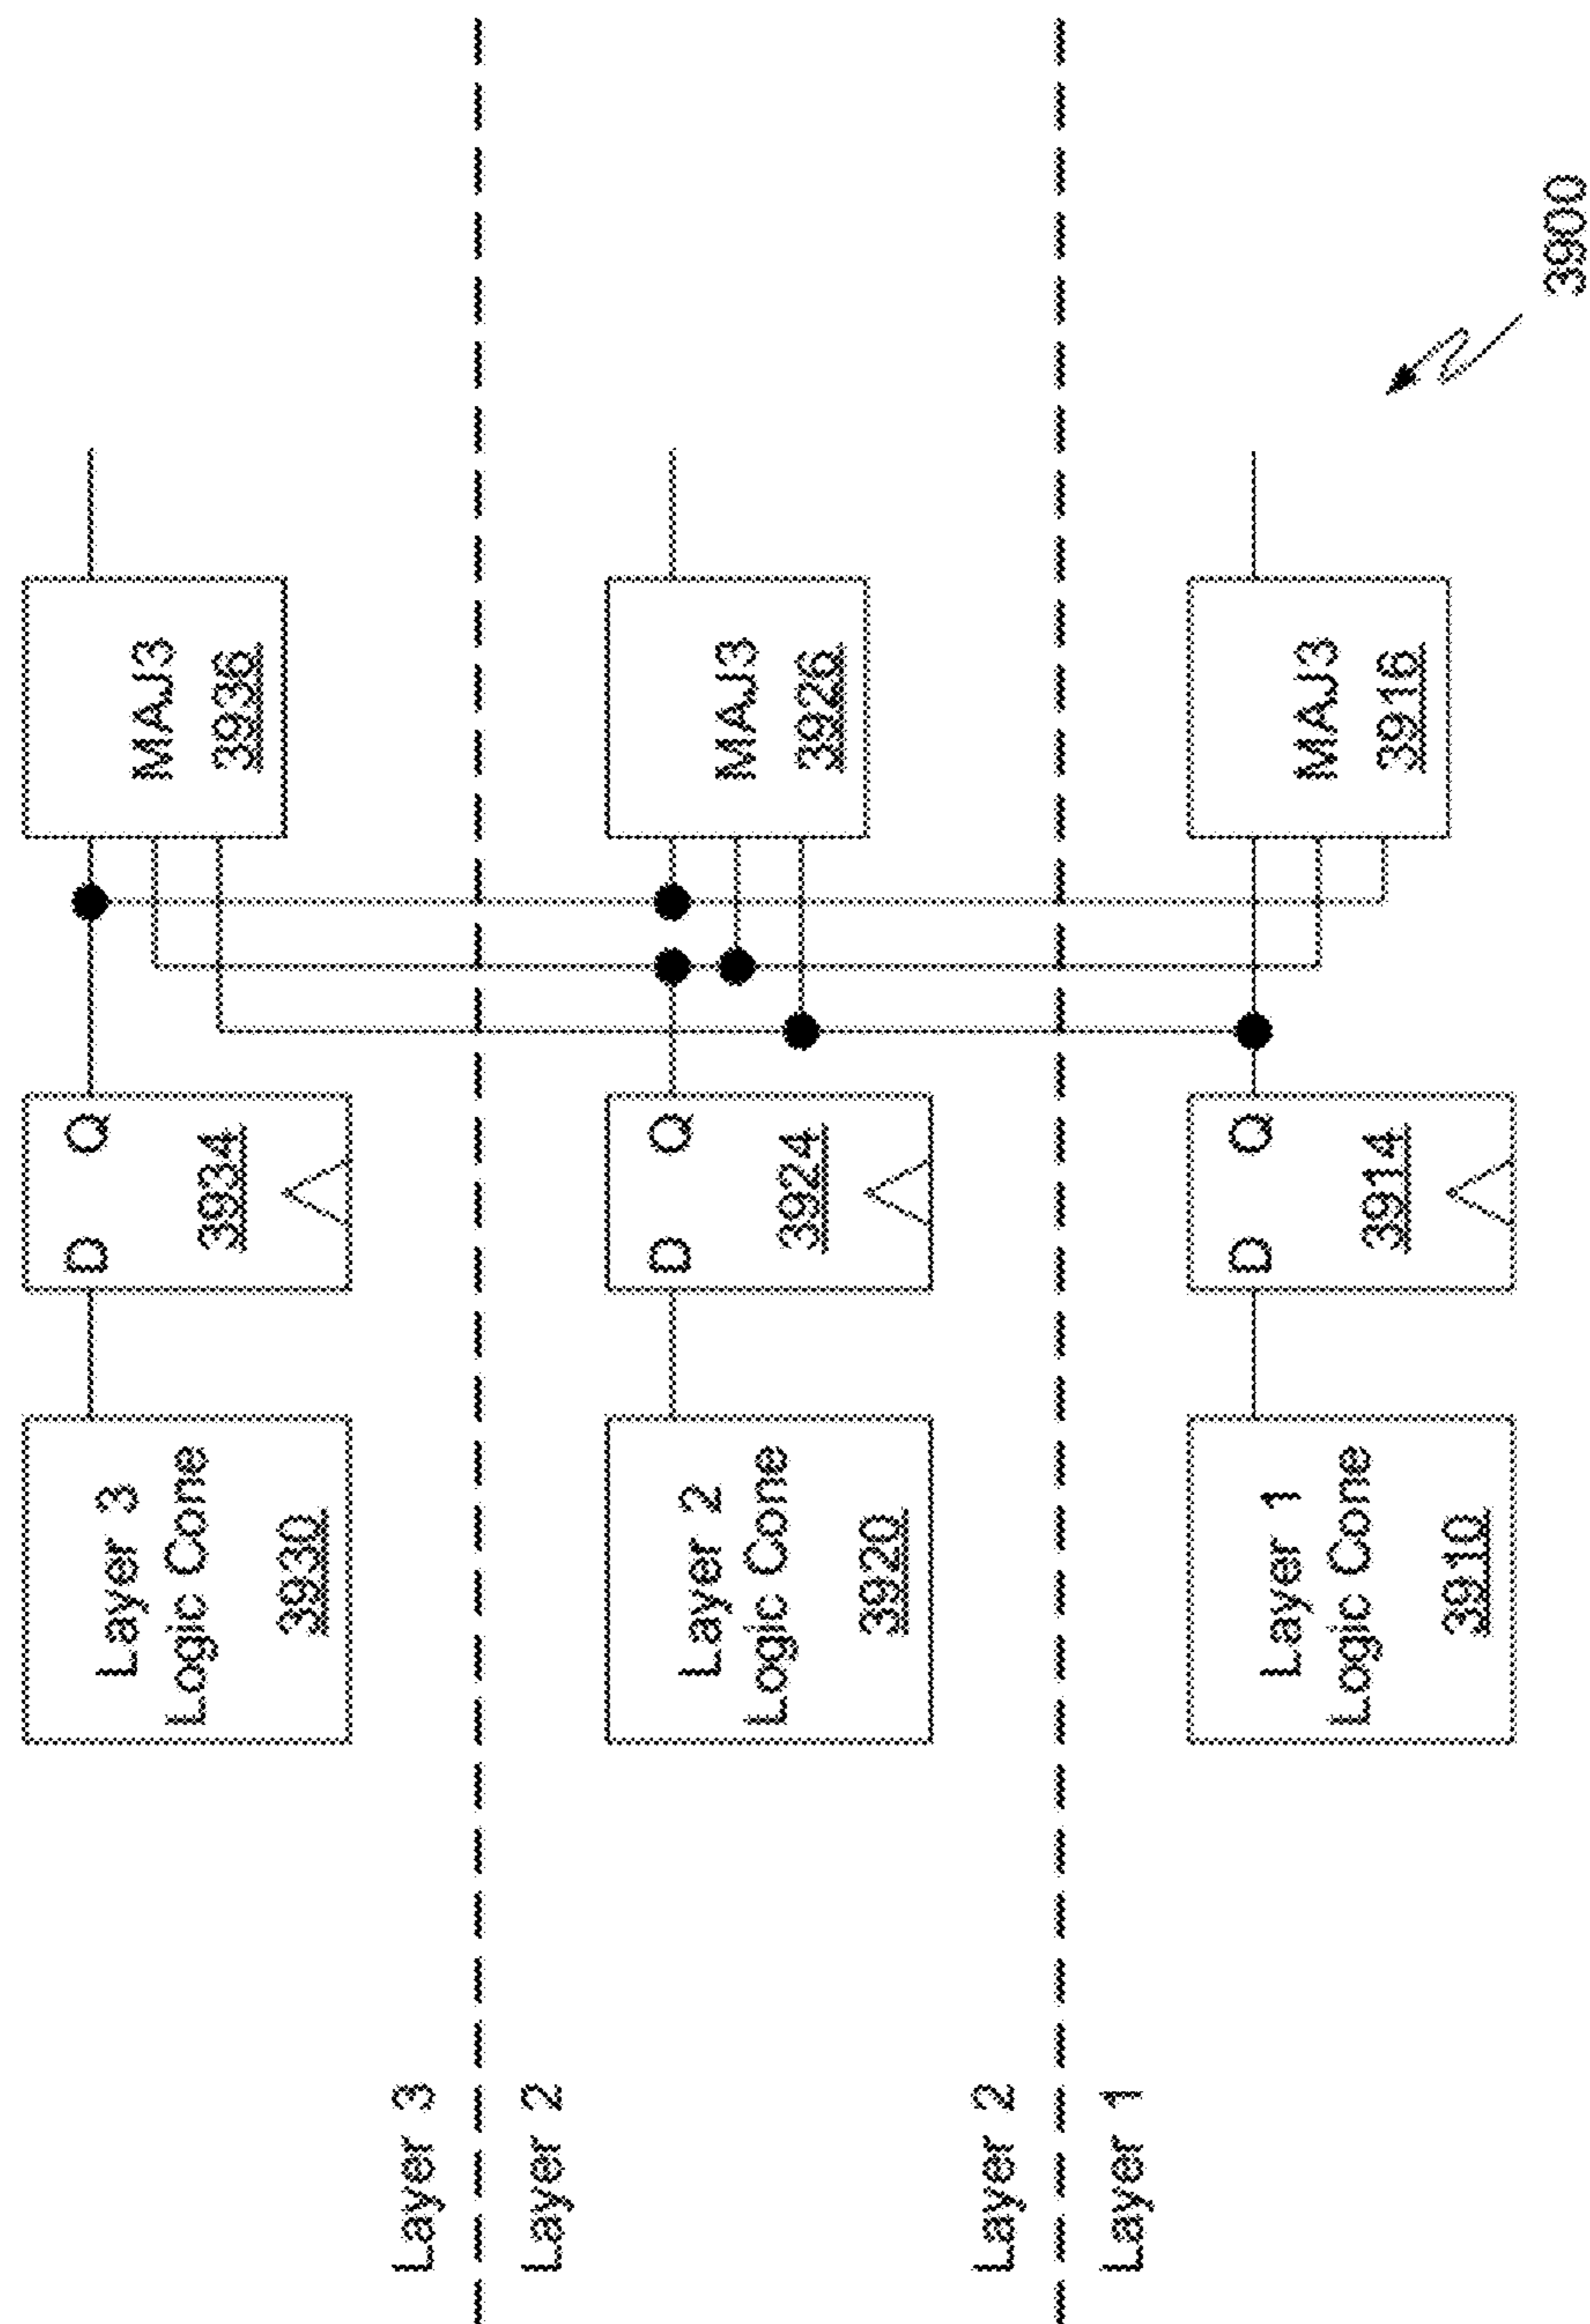 Layer 3
Logic Cone
3930
D
Q
3934
MAJ3
3936
Layer 3
Layer 2
Layer 2
Logic Cone
3920
D
Q
3924
MAJ3
3926
Layer 2
Layer 1
Layer 1
Logic Cone
3910
D
Q
3914
MAJ3
3916
3900